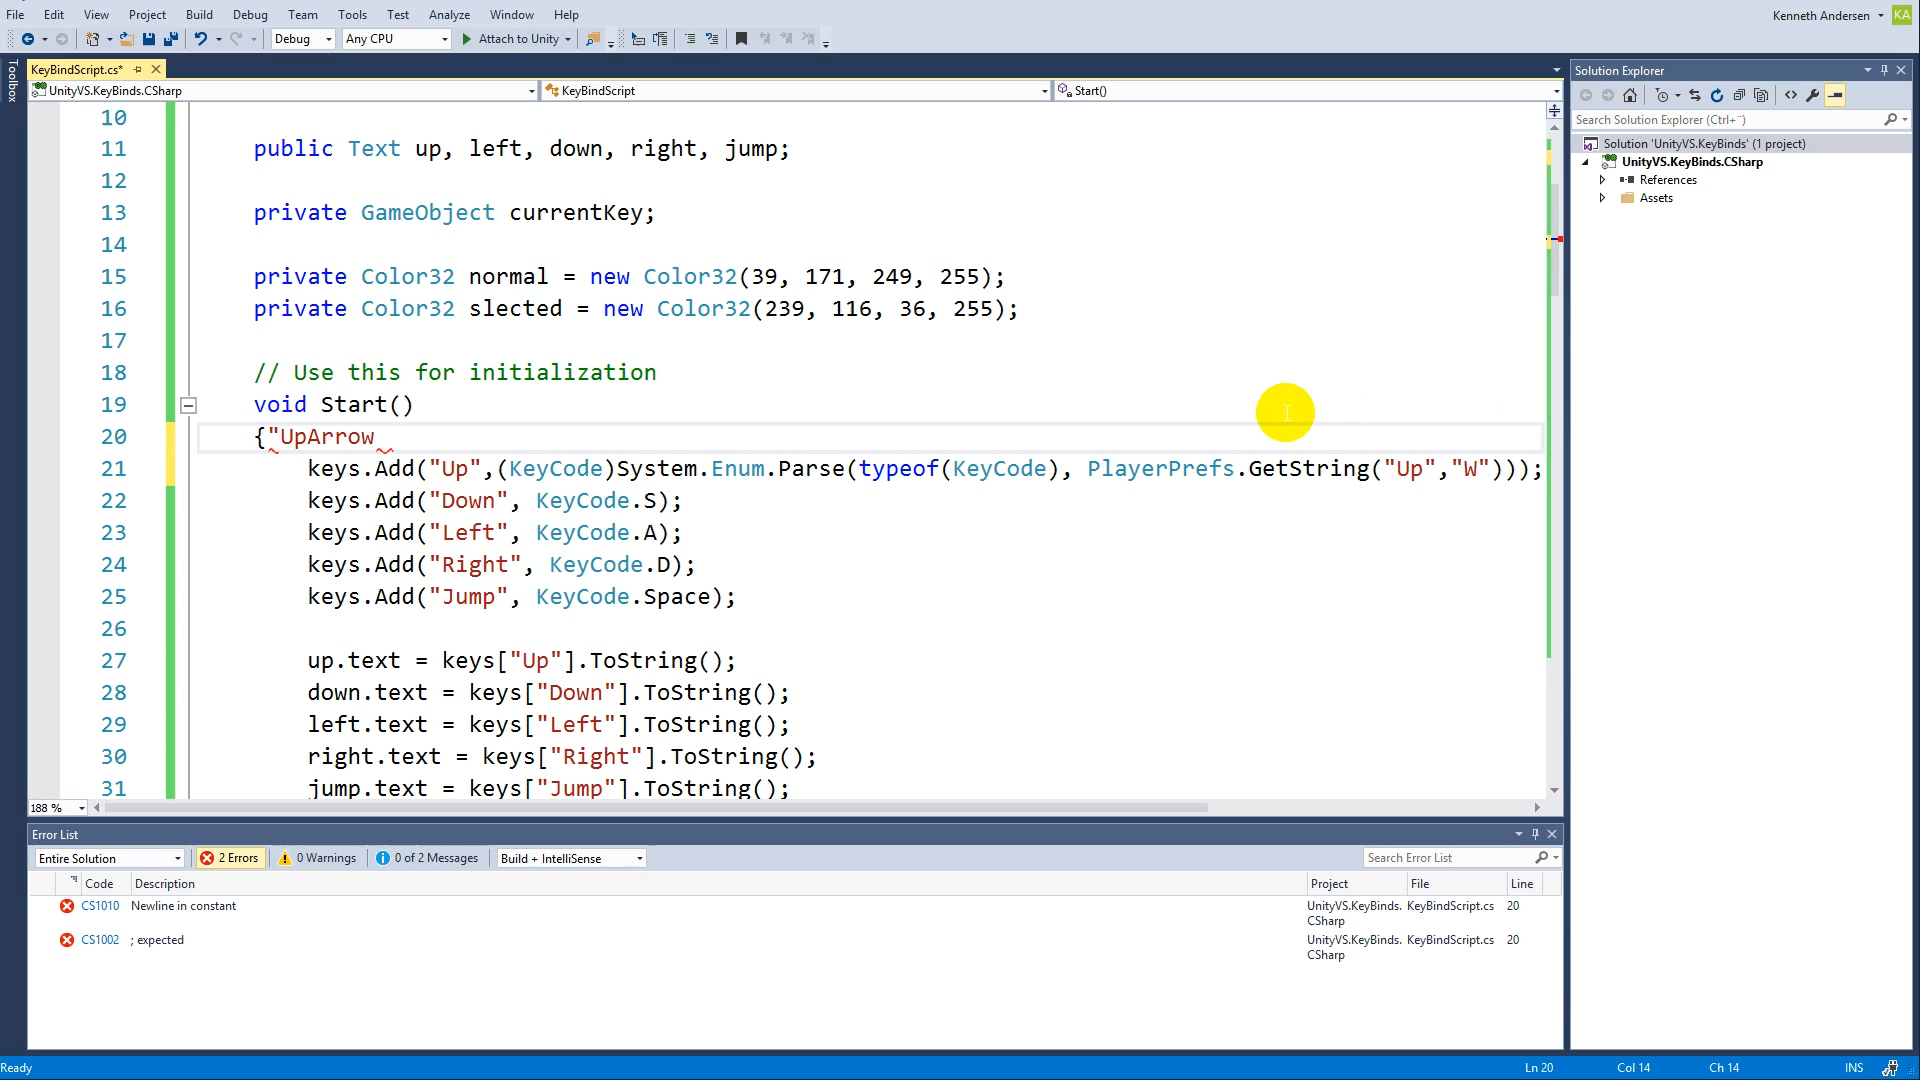 File Edit View Project Build Debug Team Tools Test Analyze Window Help Kenneth Andersen KA
Debug Any CPU Attach to Unity
Toolbox
KeyBindScript.cs*
UnityVS.KeyBinds.CSharp KeyBindScript Start()
10
11 public Text up, left, down, right, jump;
12
13 private GameObject currentKey;
14
15 private Color32 normal = new Color32(39, 171, 249, 255);
16 private Color32 slected = new Color32(239, 116, 36, 255);
17
18 // Use this for initialization
19 void Start()
20 {"UpArrow
21 keys.Add("Up",(KeyCode)System.Enum.Parse(typeof(KeyCode), PlayerPrefs.GetString("Up","W")));
22 keys.Add("Down", KeyCode.S);
23 keys.Add("Left", KeyCode.A);
24 keys.Add("Right", KeyCode.D);
25 keys.Add("Jump", KeyCode.Space);
26
27 up.text = keys["Up"].ToString();
28 down.text = keys["Down"].ToString();
29 left.text = keys["Left"].ToString();
30 right.text = keys["Right"].ToString();
31 jump.text = keys["Jump"].ToString();
188 %
Solution Explorer
Search Solution Explorer (Ctrl+¨)
Solution 'UnityVS.KeyBinds' (1 project)
UnityVS.KeyBinds.CSharp
References
Assets
Error List
Entire Solution 2 Errors 0 Warnings 0 of 2 Messages Build + IntelliSense Search Error List
Code Description Project File Line
CS1010 Newline in constant UnityVS.KeyBinds. KeyBindScript.cs 20
CSharp
CS1002 ; expected UnityVS.KeyBinds. KeyBindScript.cs 20
CSharp
Ready Ln 20 Col 14 Ch 14 INS